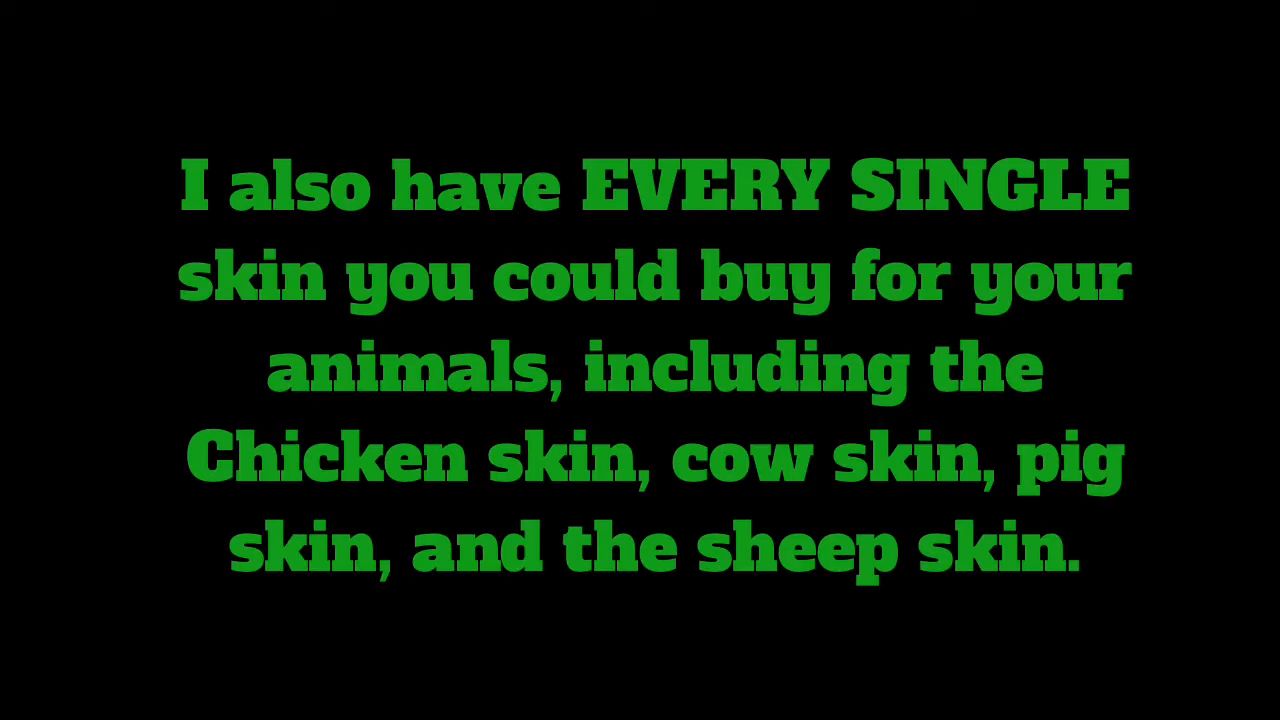 I also have EVERY SINGLE
skin you could buy for your
animals, including the
Chicken skin, cow skin, pig
skin, and the sheep skin.